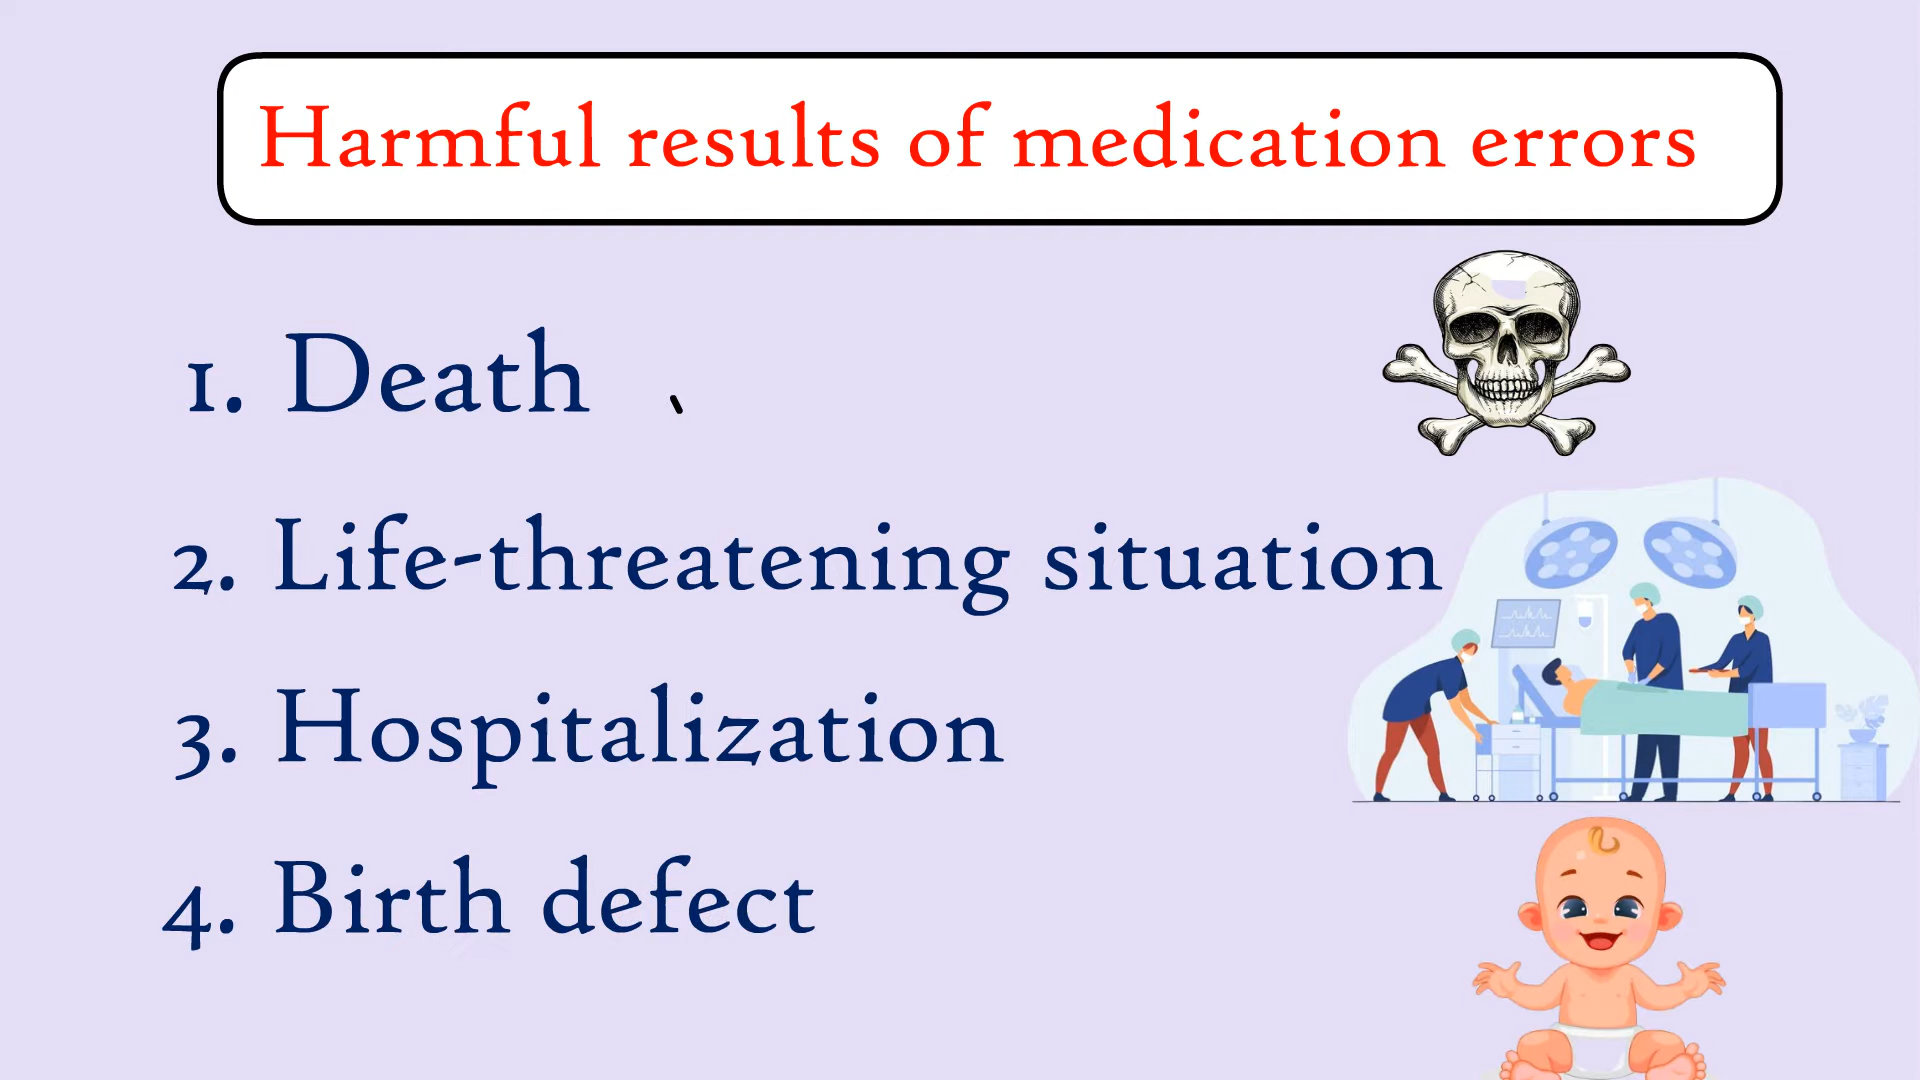 Harmful results of medication errors
1. Death
2. Life-threatening situation
3. Hospitalization
4. Birth defect